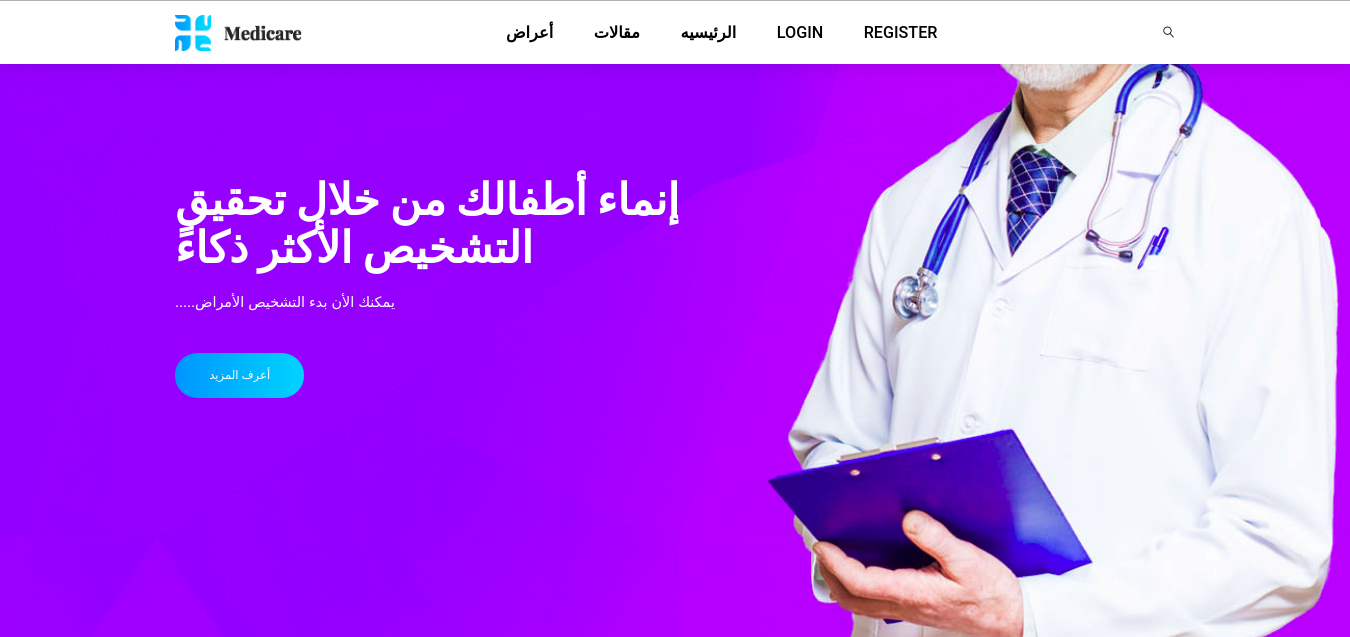 Medicare
أعراض
مقالات
الرئيسيه
LOGIN
REGISTER
إنماء أطفالك من خلال تحقيق
التشخيص الأكثر ذكاءً
يمكنك الأن بدء التشخيص الأمراض.....
أعرف المزيد